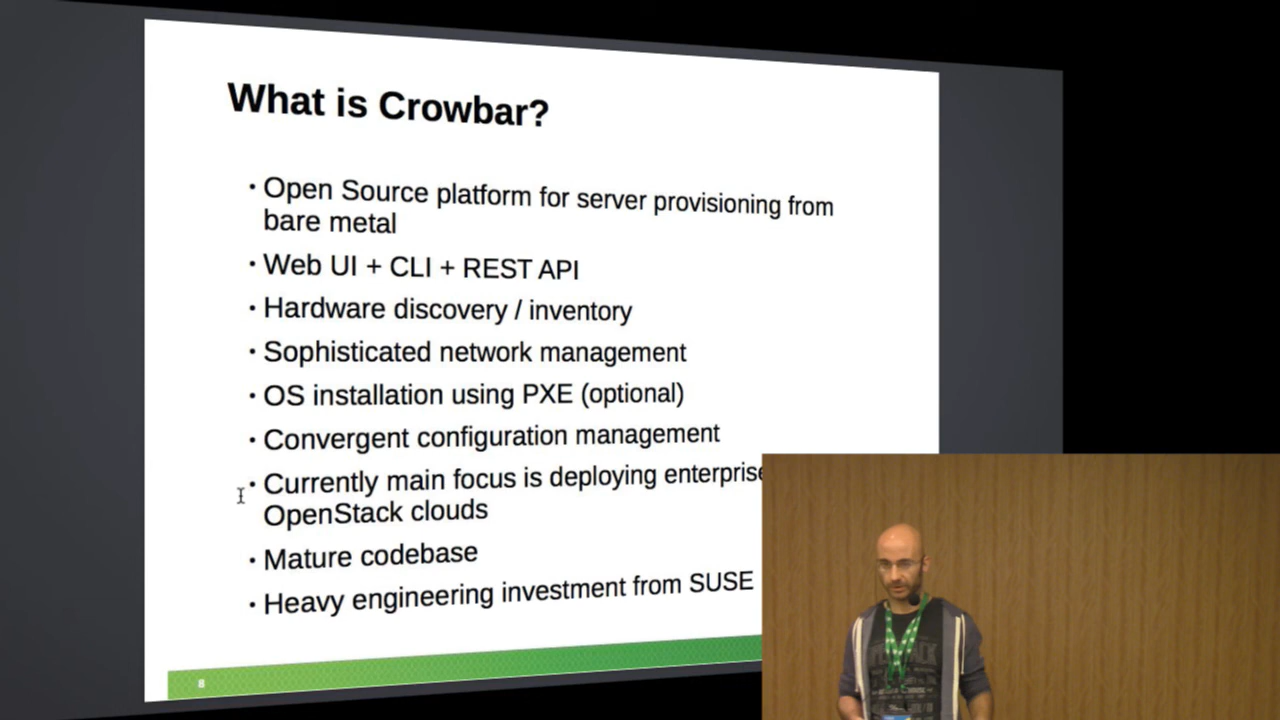 What is Crowbar?
• Open Source platform for server provisioning from
bare metal
• Web UI + CLI + REST API
• Hardware discovery / inventory
• Sophisticated network management
• OS installation using PXE (optional)
• Convergent configuration management
• Currently main focus is deploying enterprise
OpenStack clouds
• Mature codebase
• Heavy engineering investment from SUSE
8